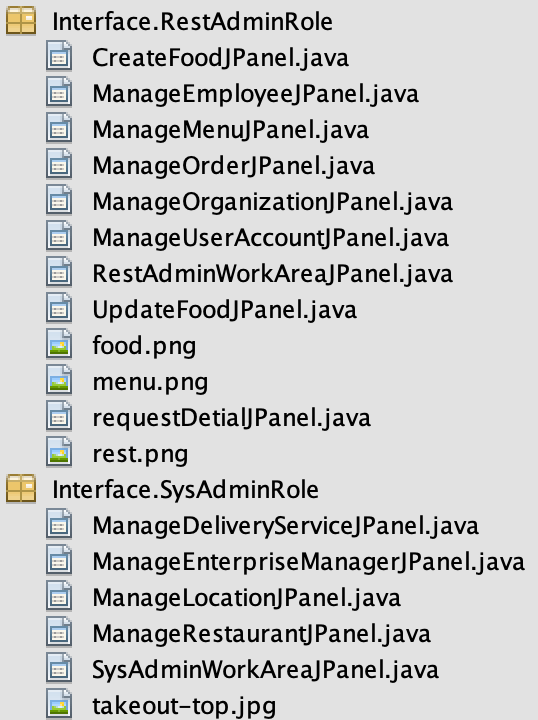 Interface.RestAdminRole
CreateFoodJPanel.java
ManageEmployeeJPanel.java
ManageMenuJPanel.java
ManageOrderJPanel.java
ManageOrganizationJPanel.java
ManageUserAccountJPanel.java
RestAdminWorkAreaJPanel.java
UpdateFoodJPanel.java
food.png
menu.png
requestDetialJPanel.java
rest.png
Interface.SysAdminRole
ManageDeliveryServiceJPanel.java
ManageEnterpriseManagerJPanel.java
ManageLocationJPanel.java
ManageRestaurantJPanel.java
SysAdminWorkAreaJPanel.java
takeout-top.jpg